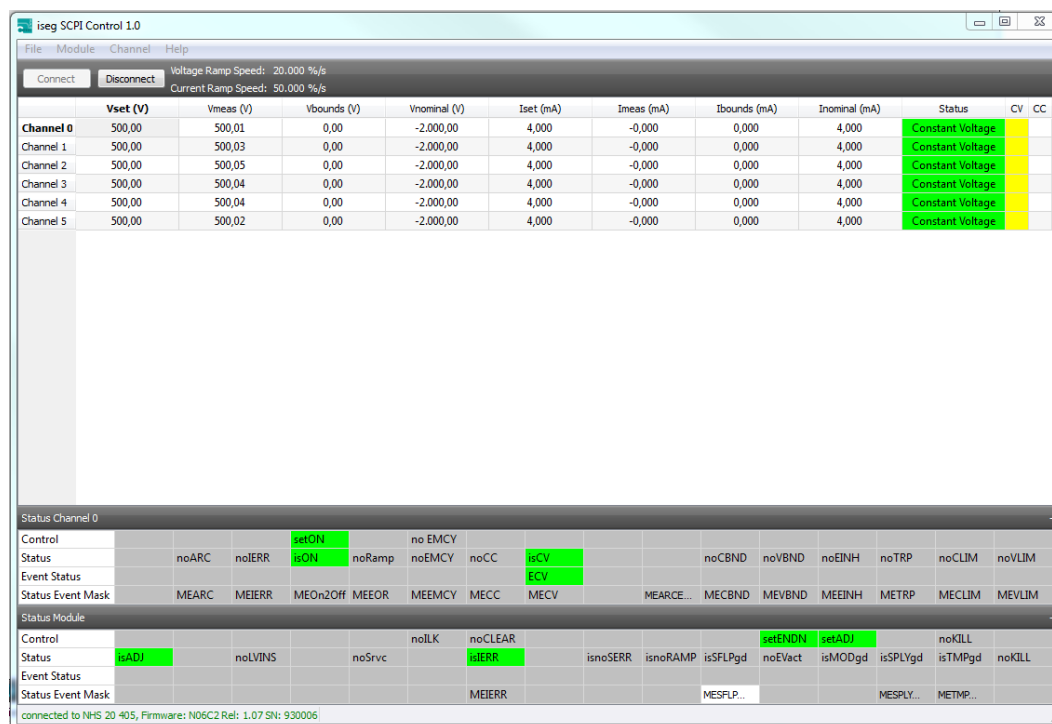 iseg SCPI Control 1.0
File Module Channel Help
Connect Disconnect Voltage Ramp Speed: 20.000 %/s
Current Ramp Speed: 50.000 %/s
Vset (V) Vmeas (V) Vbounds (V) Vnominal (V) Iset (mA) Imeas (mA) Ibounds (mA) Inominal (mA) Status CV CC
Channel 0 500,00 500,01 0,00 -2.000,00 4,000 -0,000 0,000 4,000 Constant Voltage
Channel 1 500,00 500,03 0,00 -2.000,00 4,000 -0,000 0,000 4,000 Constant Voltage
Channel 2 500,00 500,05 0,00 -2.000,00 4,000 -0,000 0,000 4,000 Constant Voltage
Channel 3 500,00 500,04 0,00 -2.000,00 4,000 -0,000 0,000 4,000 Constant Voltage
Channel 4 500,00 500,04 0,00 -2.000,00 4,000 -0,000 0,000 4,000 Constant Voltage
Channel 5 500,00 500,02 0,00 -2.000,00 4,000 -0,000 0,000 4,000 Constant Voltage
Status Channel 0
Control setON no EMCY
Status noARC noIERR isON noRamp noEMCY noCC isCV noCBND noVBND noEINH noTRP noCLIM noVLIM
Event Status ECV
Status Event Mask MEARC MEIERR MEOn2Off MEEOR MEEMCY MECC MECV MEARCE... MECBND MEVBND MEEINH METRP MECLIM MEVLIM
Status Module
Control noILK noCLEAR setENDN setADJ noKILL
Status isADJ noLVINS noSrvc isIERR isnoSERR isnoRAMP isSFLPgd noEVact isMODgd isSPLYgd isTMPgd noKILL
Event Status
Status Event Mask MEIERR MESFLP... MESPLY... METMP...
connected to NHS 20 405, Firmware: N06C2 Rel: 1.07 SN: 930006